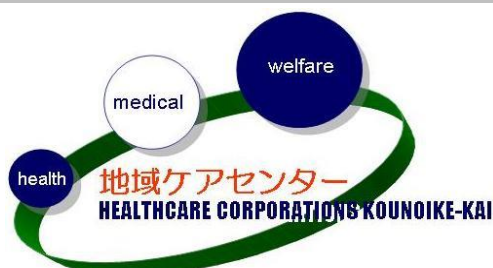 welfare
medical
health
地域ケアセンター
HEALTHCARE CORPORATIONS KOUNOIKE-KAI